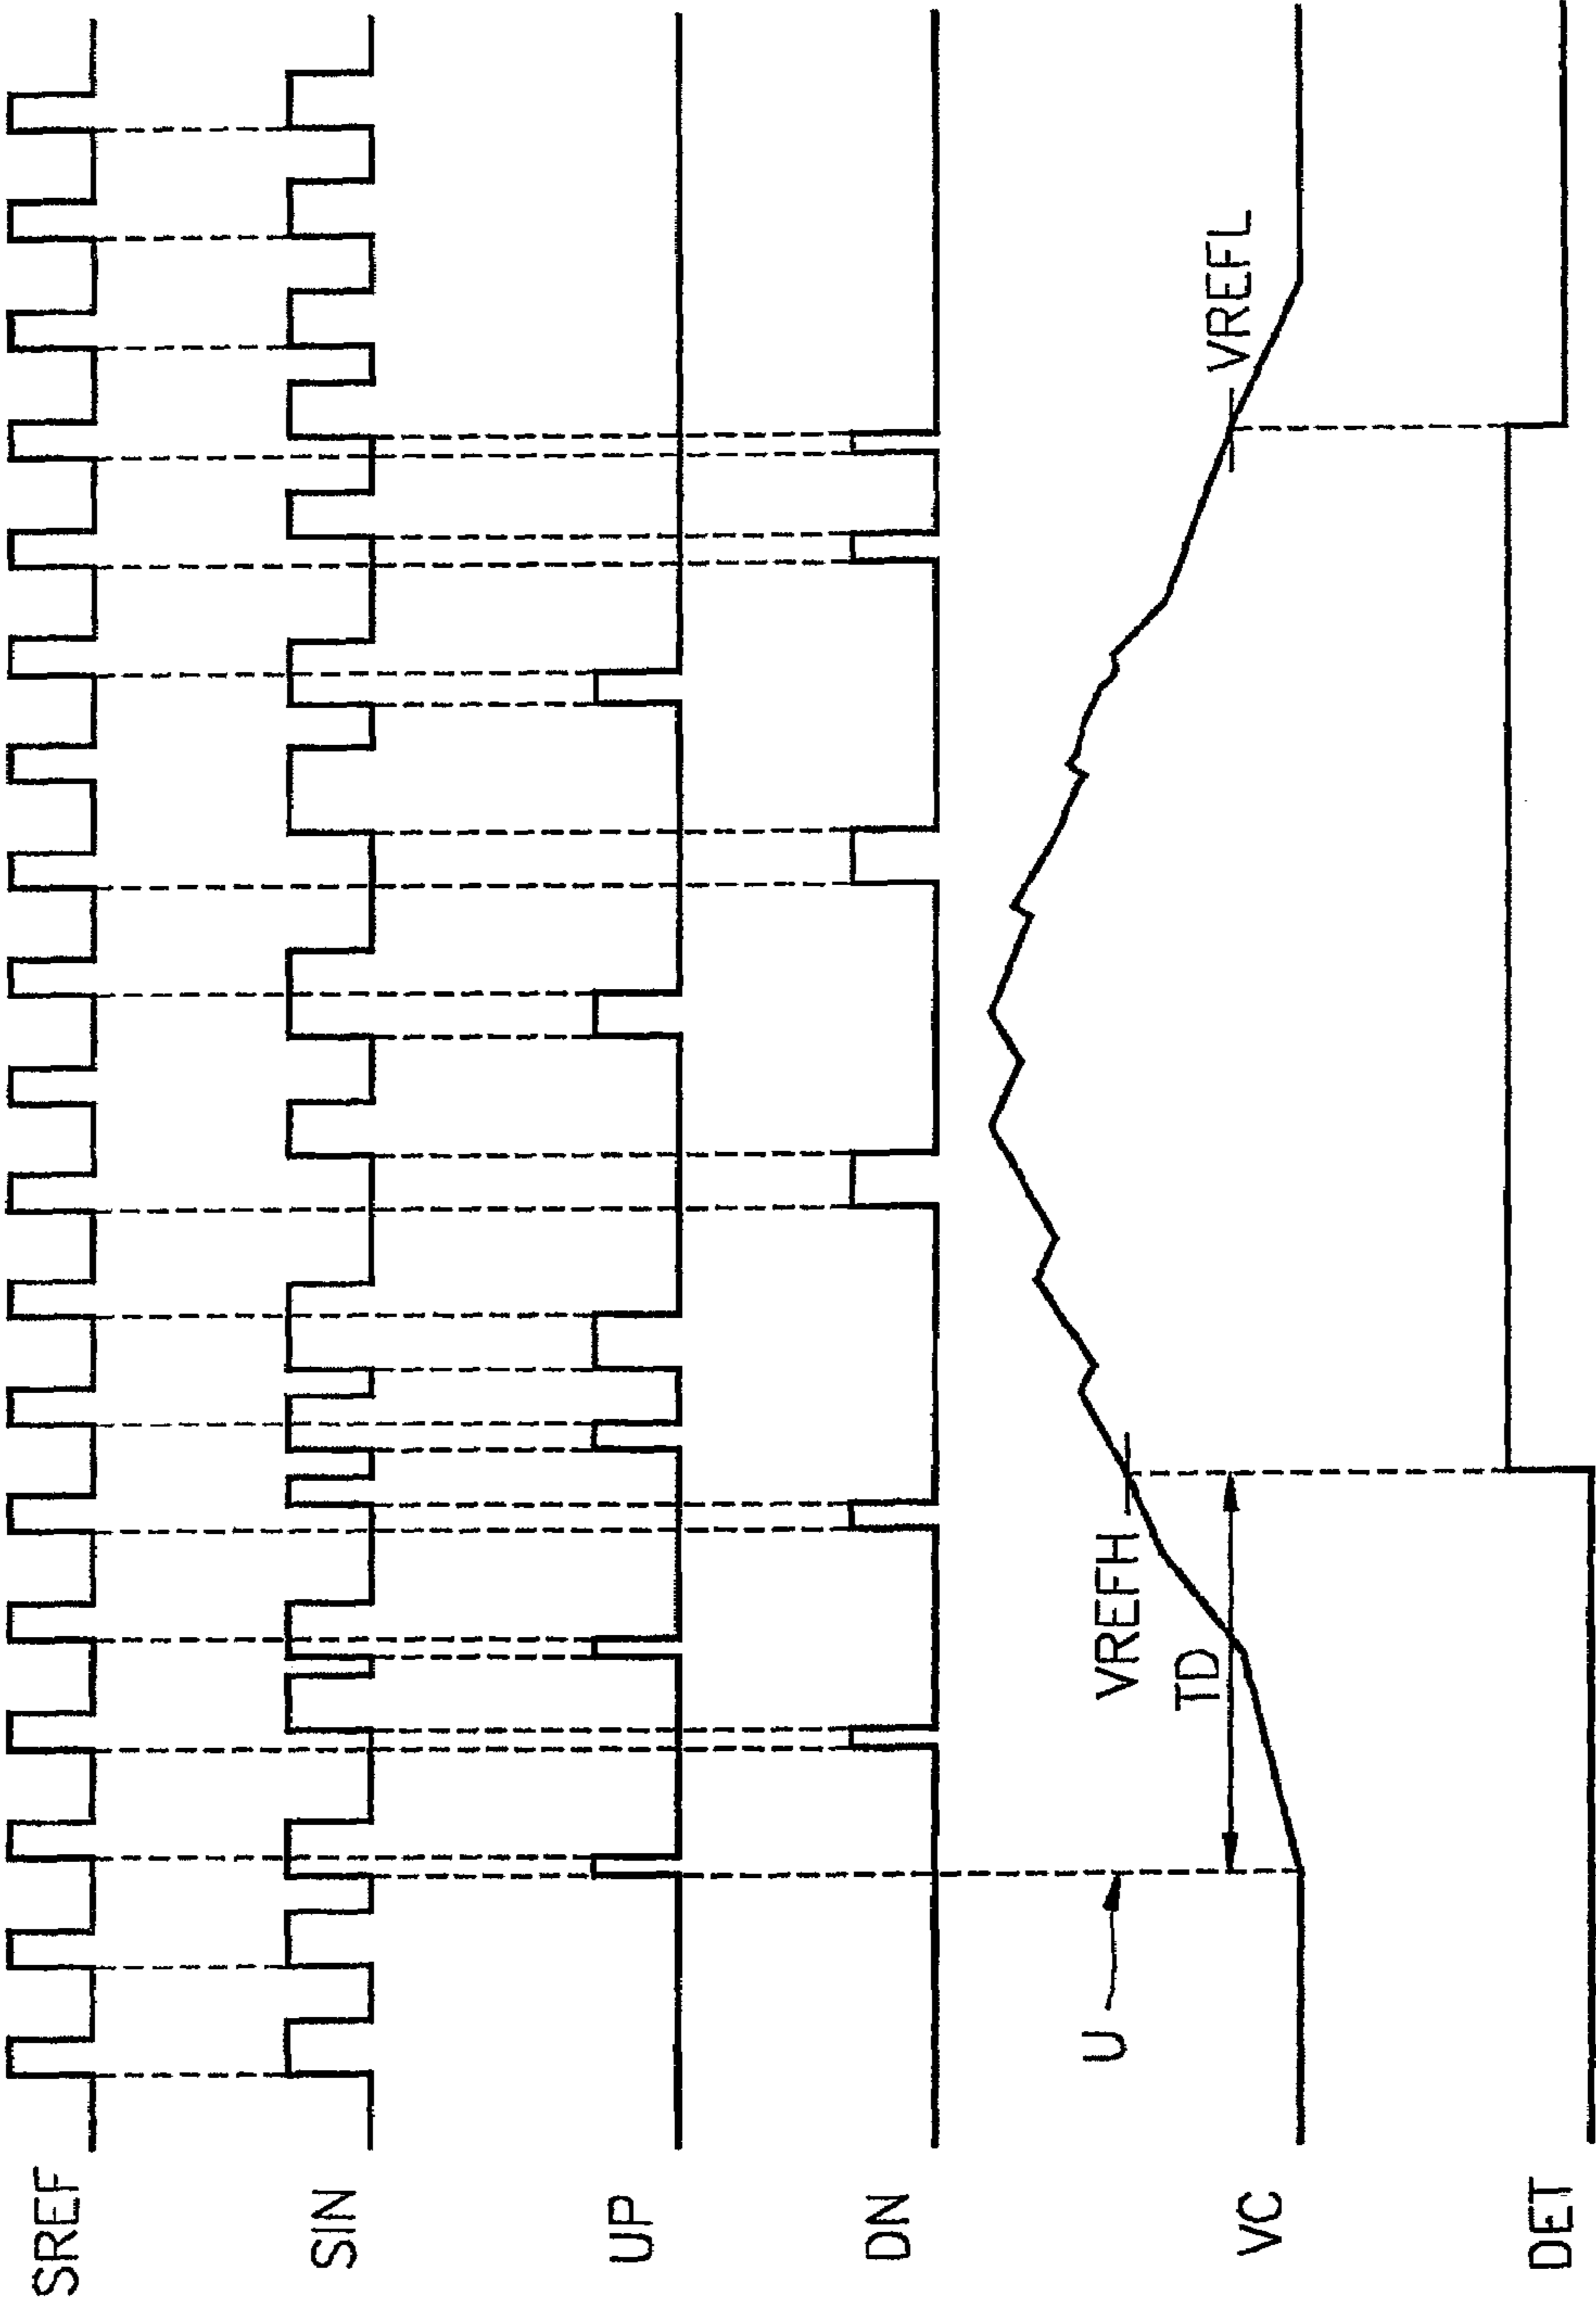 SREF
SIN
UP
DN
VC
DET
U
TD
VREFH
VREFL